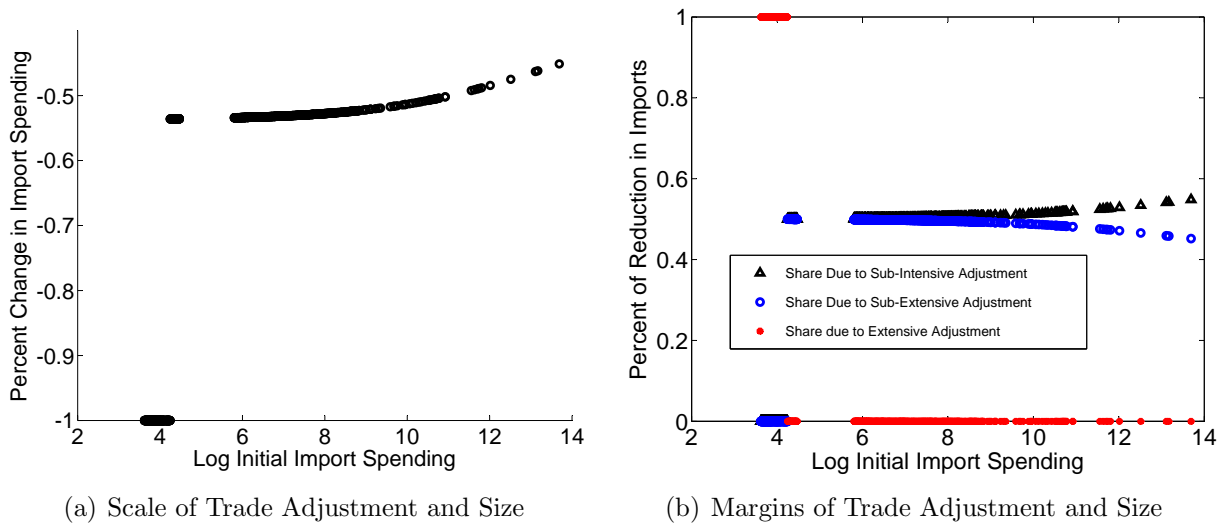 Percent Change in Import Spending
-0.5
-0.6
-0.7
-0.8
-0.9
-1
2 4 6 8 10 12 14
Log Initial Import Spending
(a) Scale of Trade Adjustment and Size
Percent of Reduction in Imports
1
0.8
0.6
0.4
0.2
0
Share Due to Sub-Intensive Adjustment
Share Due to Sub-Extensive Adjustment
Share due to Extensive Adjustment
2 4 6 8 10 12 14
Log Initial Import Spending
(b) Margins of Trade Adjustment and Size